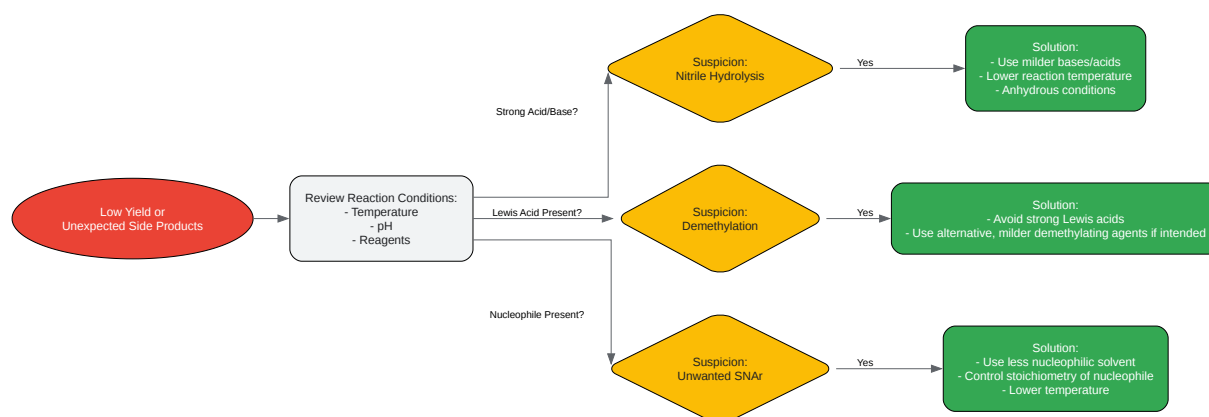 Low Yield or
Unexpected Side Products
Review Reaction Conditions:
- Temperature
- pH
- Reagents
Strong Acid/Base?
Suspicion:
Nitrile Hydrolysis
Yes
Solution:
- Use milder bases/acids
- Lower reaction temperature
- Anhydrous conditions
Lewis Acid Present?
Suspicion:
Demethylation
Yes
Solution:
- Avoid strong Lewis acids
- Use alternative, milder demethylating agents if intended
Nucleophile Present?
Suspicion:
Unwanted SNAr
Yes
Solution:
- Use less nucleophilic solvent
- Control stoichiometry of nucleophile
- Lower temperature